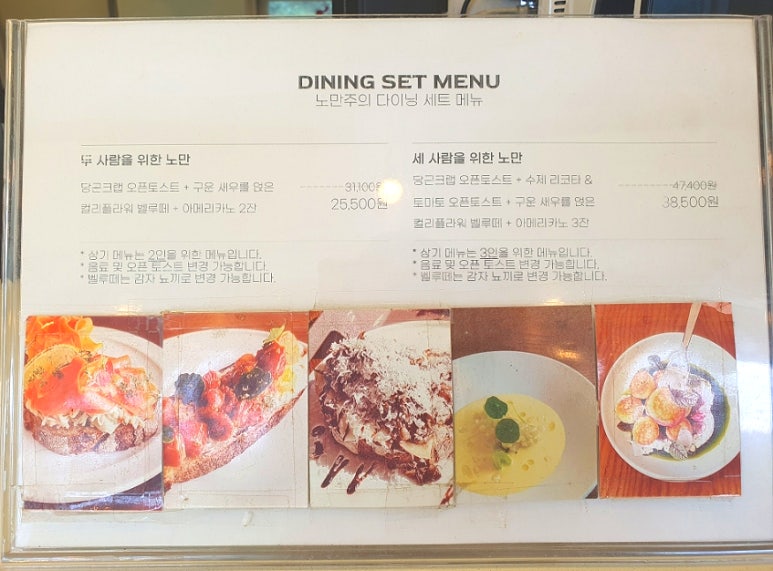 DINING SET MENU
노만주의 다이닝 세트 메뉴
두 사람을 위한 노만
당근크랩 오픈토스트 + 구운 새우를 얹은 31,100원
컬리플라워 벨루떼 + 아메리카노 2잔 25,500원
* 상기 메뉴는 2인을 위한 메뉴입니다.
* 음료 및 오픈 토스트 변경 가능합니다.
* 벨루떼는 감자 뇨끼로 변경 가능합니다.
세 사람을 위한 노만
당근크랩 오픈토스트 + 수제 리코타 & 47,400원
토마토 오픈토스트 + 구운 새우를 얹은 38,500원
컬리플라워 벨루떼 + 아메리카노 3잔
* 상기 메뉴는 3인을 위한 메뉴입니다.
* 음료 및 오픈 토스트 변경 가능합니다.
* 벨루떼는 감자 뇨끼로 변경 가능합니다.